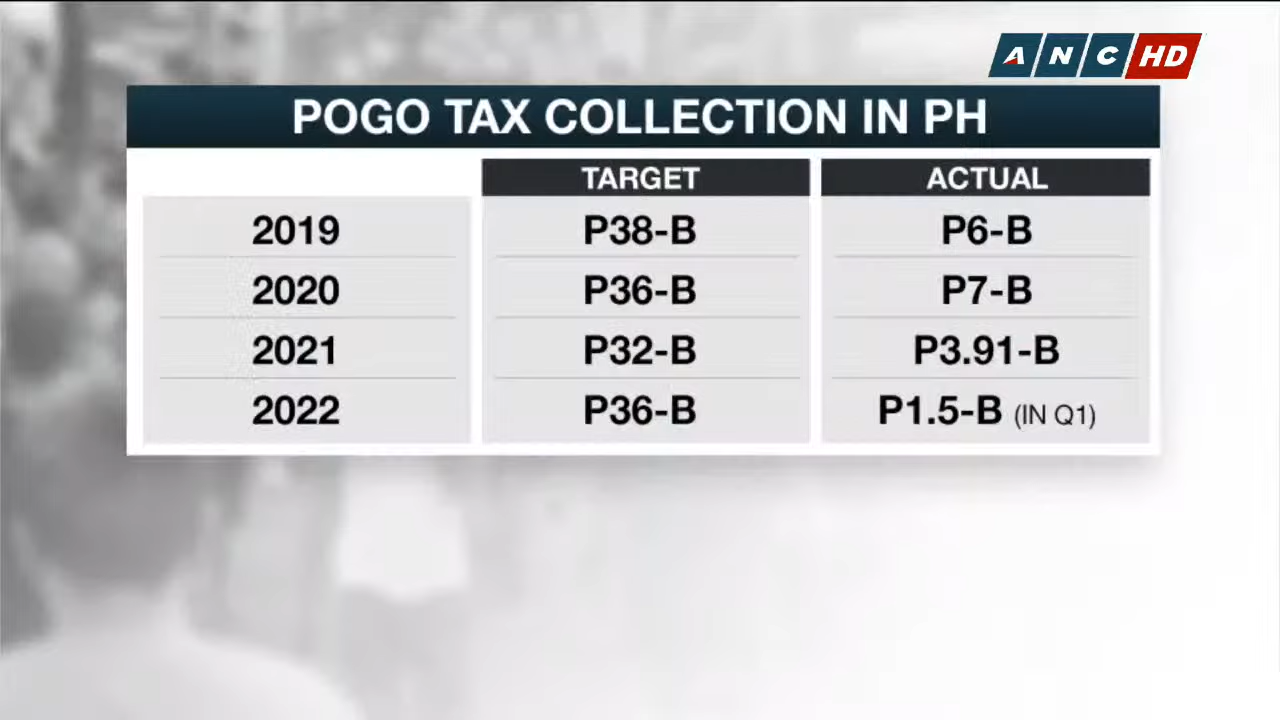 ANC HD
POGO TAX COLLECTION IN PH
TARGET ACTUAL
2019 P38-B P6-B
2020 P36-B P7-B
2021 P32-B P3.91-B
2022 P36-B P1.5-B (IN Q1)